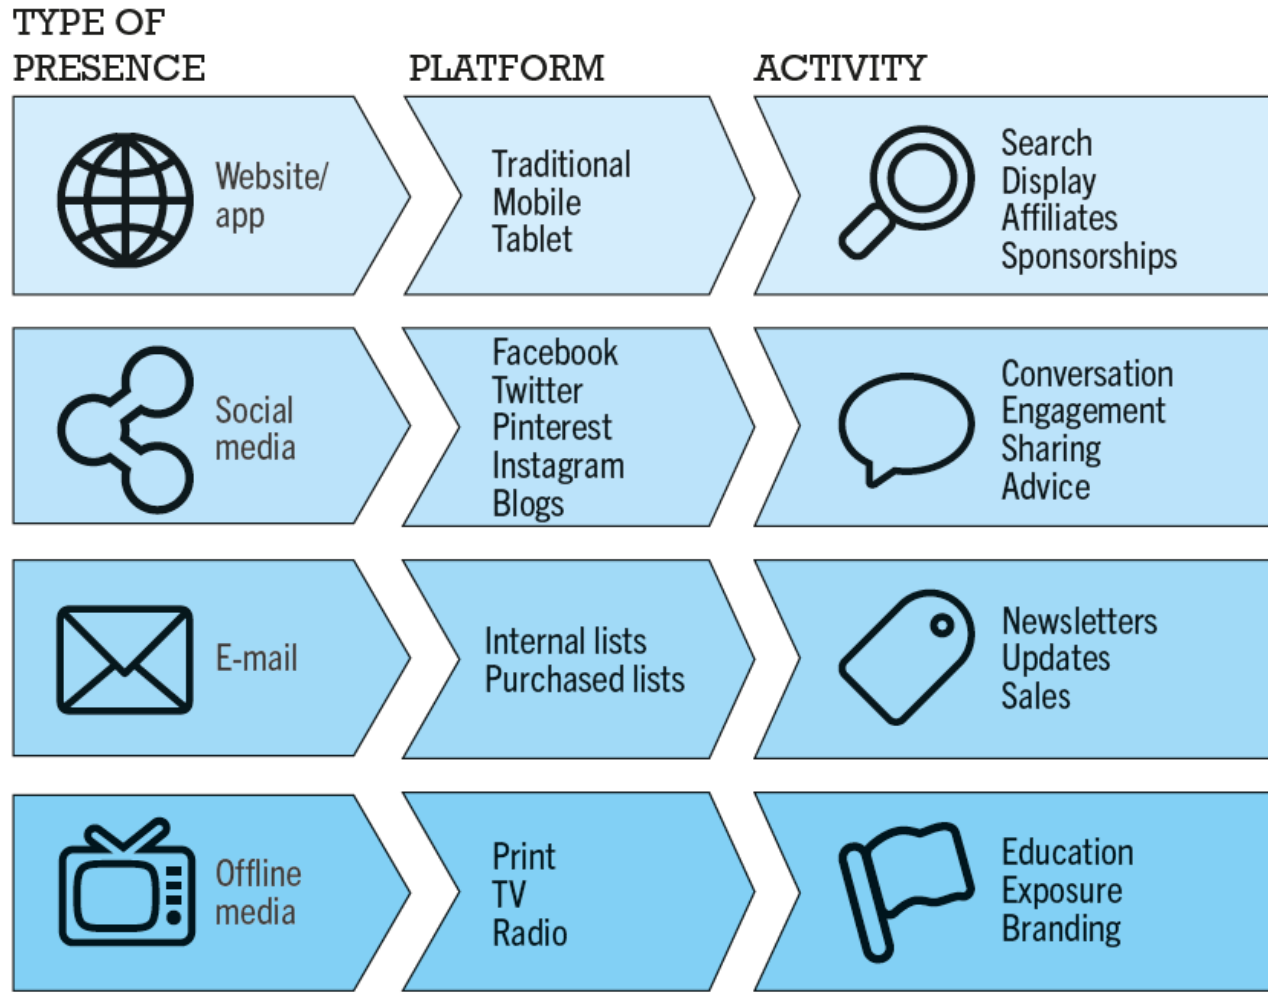 TYPE OF
PRESENCE
PLATFORM
ACTIVITY
Website/
app
Traditional
Mobile
Tablet
Search
Display
Affiliates
Sponsorships
Social
media
Facebook
Twitter
Pinterest
Instagram
Blogs
Conversation
Engagement
Sharing
Advice
E-mail
Internal lists
Purchased lists
Newsletters
Updates
Sales
Offline
media
Print
TV
Radio
Education
Exposure
Branding